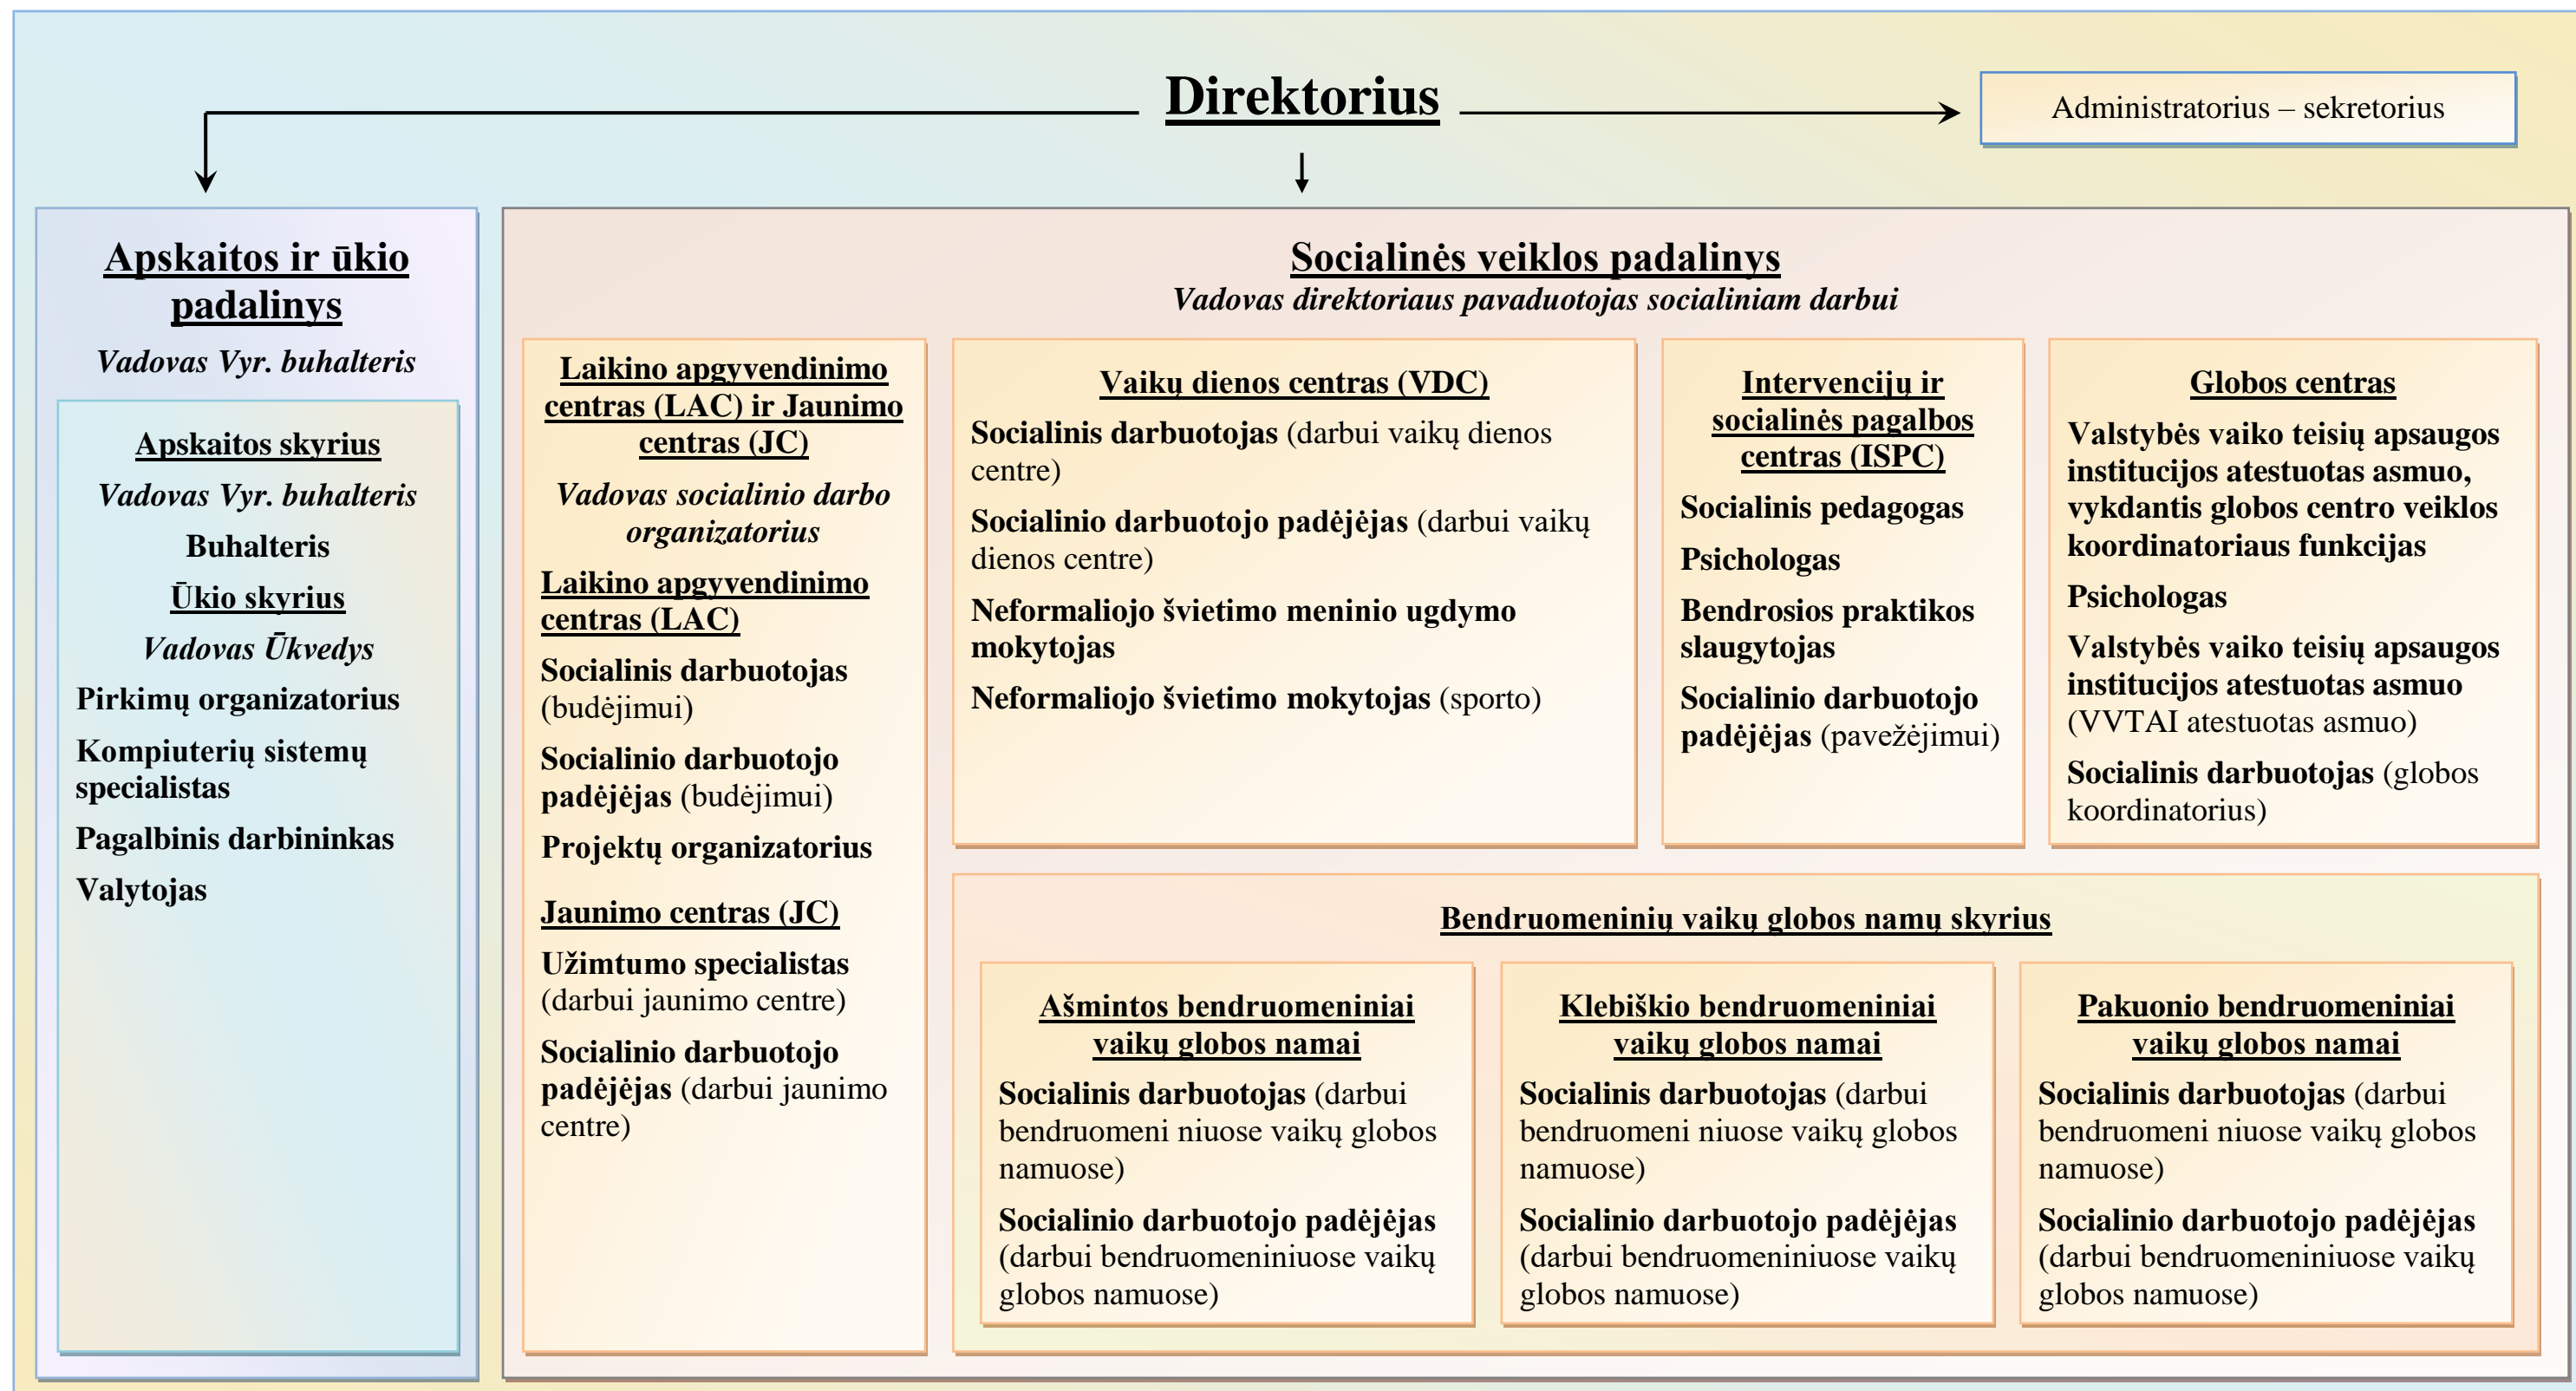 Direktorius
Administratorius – sekretorius
Apskaitos ir ūkio
padalinys
Vadovas Vyr. buhalteris
Apskaitos skyrius
Vadovas Vyr. buhalteris
Buhalteris
Ūkio skyrius
Vadovas Ūkvedys
Pirkimų organizatorius
Kompiuterių sistemų
specialistas
Pagalbinis darbininkas
Valytojas
Socialinės veiklos padalinys
Vadovas direktoriaus pavaduotojas socialiniam darbui
Laikino apgyvendinimo
centras (LAC) ir Jaunimo
centras (JC)
Vadovas socialinio darbo
organizatorius
Laikino apgyvendinimo
centras (LAC)
Socialinis darbuotojas
(budėjimui)
Socialinio darbuotojo
padėjėjas (budėjimui)
Projektų organizatorius
Jaunimo centras (JC)
Užimtumo specialistas
(darbui jaunimo centre)
Socialinio darbuotojo
padėjėjas (darbui jaunimo
centre)
Vaikų dienos centras (VDC)
Socialinis darbuotojas (darbui vaikų dienos
centre)
Socialinio darbuotojo padėjėjas (darbui vaikų
dienos centre)
Neformaliojo švietimo meninio ugdymo
mokytojas
Neformaliojo švietimo mokytojas (sporto)
Intervencijų ir
socialinės pagalbos
centras (ISPC)
Socialinis pedagogas
Psichologas
Bendrosios praktikos
slaugytojas
Socialinio darbuotojo
padėjėjas (pavežėjimui)
Globos centras
Valstybės vaiko teisių apsaugos
institucijos atestuotas asmuo,
vykdantis globos centro veiklos
koordinatoriaus funkcijas
Psichologas
Valstybės vaiko teisių apsaugos
institucijos atestuotas asmuo
(VVTAI atestuotas asmuo)
Socialinis darbuotojas (globos
koordinatorius)
Bendruomeninių vaikų globos namų skyrius
Ašmintos bendruomeniniai
vaikų globos namai
Socialinis darbuotojas (darbui
bendruomeni niuose vaikų globos
namuose)
Socialinio darbuotojo padėjėjas
(darbui bendruomeniniuose vaikų
globos namuose)
Klebiškio bendruomeniniai
vaikų globos namai
Socialinis darbuotojas (darbui
bendruomeni niuose vaikų globos
namuose)
Socialinio darbuotojo padėjėjas
(darbui bendruomeniniuose vaikų
globos namuose)
Pakuonio bendruomeniniai
vaikų globos namai
Socialinis darbuotojas (darbui
bendruomeni niuose vaikų globos
namuose)
Socialinio darbuotojo padėjėjas
(darbui bendruomeniniuose vaikų
globos namuose)